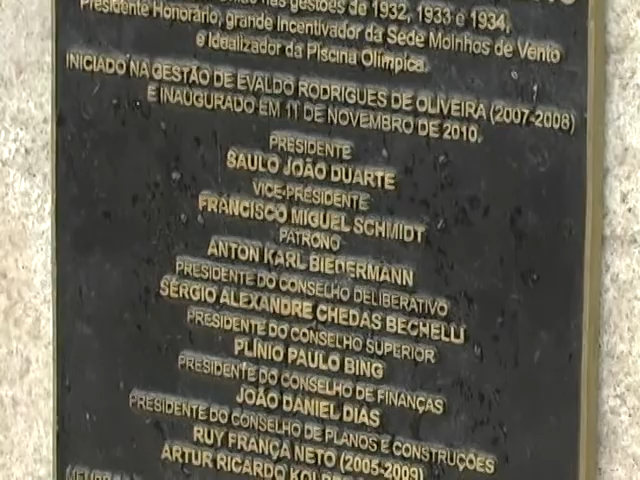 nas gestões de 1932, 1933 e 1934,
Presidente Honorário, grande Incentivador da Sede Moinhos de Vento
e Idealizador da Piscina Olímpica.
INICIADO NA GESTÃO DE EVALDO RODRIGUES DE OLIVEIRA (2007-2008)
E INAUGURADO EM 11 DE NOVEMBRO DE 2010.
PRESIDENTE
SAULO JOÃO DUARTE
VICE-PRESIDENTE
FRANCISCO MIGUEL SCHMIDT
PATRONO
ANTON KARL BIEDERMANN
PRESIDENTE DO CONSELHO DELIBERATIVO
SÉRGIO ALEXANDRE CHEDAS BECHELLI
PRESIDENTE DO CONSELHO SUPERIOR
PLÍNIO PAULO BING
PRESIDENTE DO CONSELHO DE FINANÇAS
JOÃO DANIEL DIAS
PRESIDENTE DO CONSELHO DE PLANOS E CONSTRUÇÕES
RUY FRANÇA NETO (2005-2009)
ARTUR RICARDO